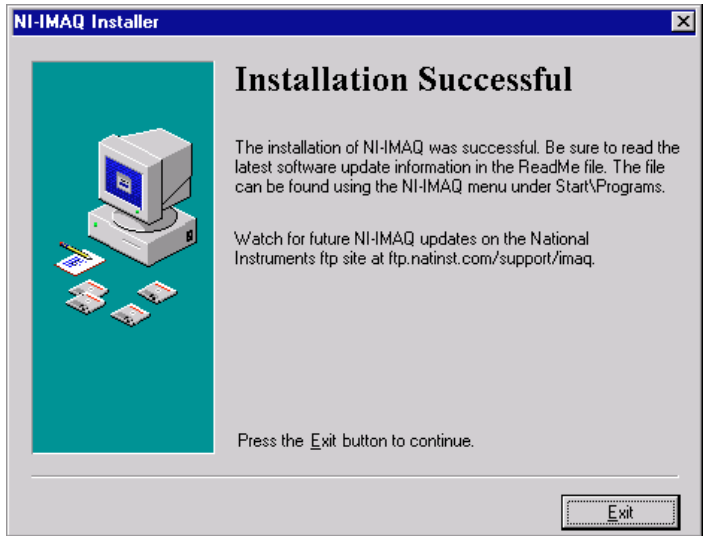 NI-IMAQ Installer
Installation Successful
The installation of NI-IMAQ was successful. Be sure to read the
latest software update information in the ReadMe file. The file
can be found using the NI-IMAQ menu under Start\Programs.
Watch for future NI-IMAQ updates on the National
Instruments ftp site at ftp.natinst.com/support/imaq.
Press the Exit button to continue.
Exit